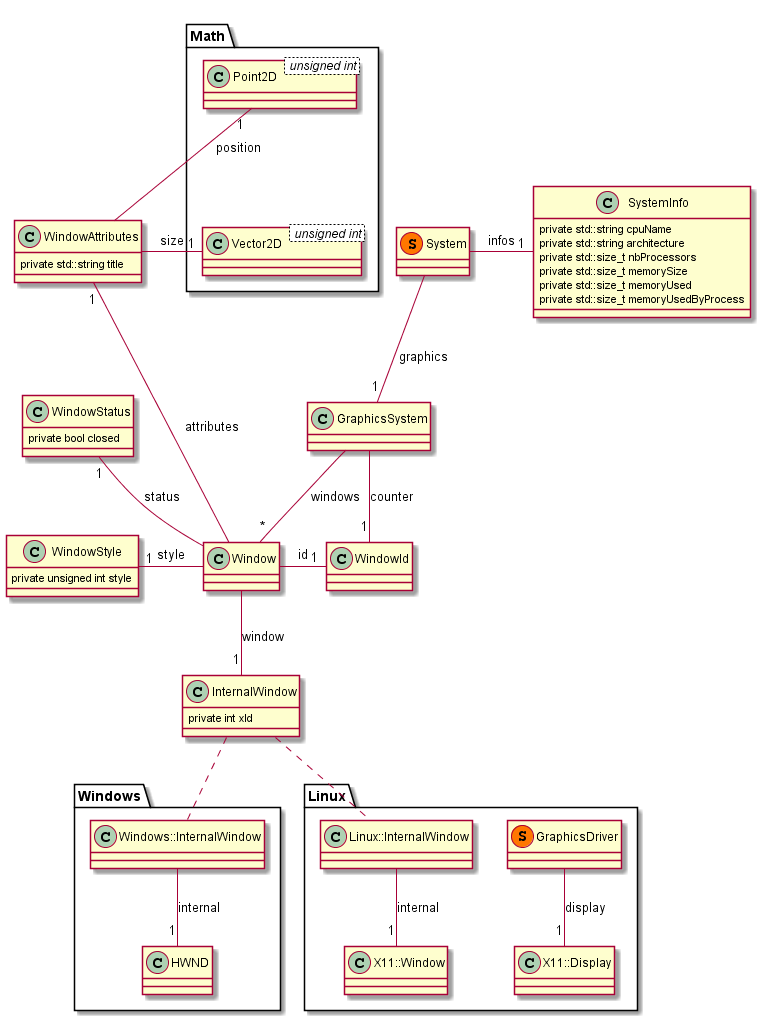 Math
C Point2D
unsigned int
1
position
C WindowAttributes
private std::string title
size 1
C Vector2D
unsigned int
S System
infos 1
C SystemInfo
private std::string cpuName
private std::string architecture
private std::size_t nbProcessors
private std::size_t memorySize
private std::size_t memoryUsed
private std::size_t memoryUsedByProcess
1
graphics
1
C WindowStatus
private bool closed
attributes
C GraphicsSystem
1
status
windows
counter
*
1
C WindowStyle
private unsigned int style
1 style
C Window
id 1
C WindowId
window
1
C InternalWindow
private int xId
Windows
C Windows::InternalWindow
internal
1
C HWND
Linux
C Linux::InternalWindow
S GraphicsDriver
internal
display
1
1
C X11::Window
C X11::Display